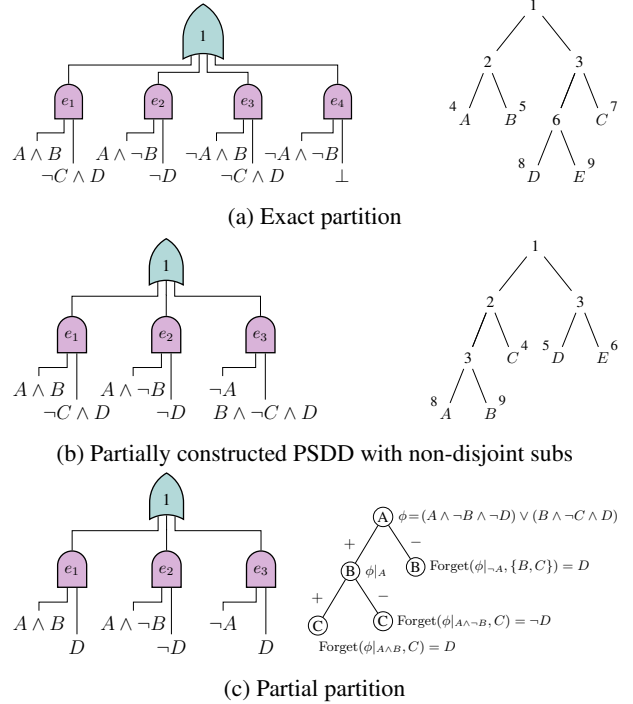 1
e1 e2 e3 e4
A ∧ B A ∧ ¬B ¬A ∧ B ¬A ∧ ¬B
¬C ∧ D ¬D ¬C ∧ D ⊥
1
2 3
4 A B 5 6 C 7
8 D E 9
(a) Exact partition
1
e1 e2 e3
A ∧ B A ∧ ¬B ¬A
¬C ∧ D ¬D B ∧ ¬C ∧ D
1
2 3
3 C 4 5 D E 6
8 A B 9
(b) Partially constructed PSDD with non-disjoint subs
1
e1 e2 e3
A ∧ B A ∧ ¬B ¬A
D ¬D D
A ϕ=(A ∧ ¬B ∧ ¬D) ∨ (B ∧ ¬C ∧ D)
+ −
B ϕ|A B Forget(ϕ|¬A, {B, C}) = D
+ −
C C Forget(ϕ|A∧¬B, C) = ¬D
Forget(ϕ|A∧B, C) = D
(c) Partial partition